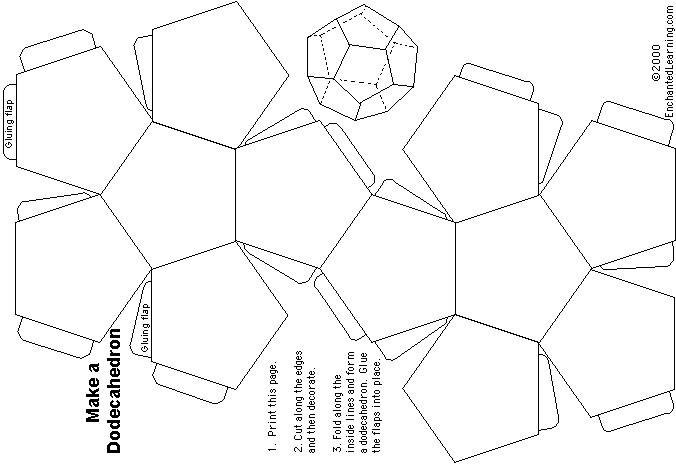 Make a
Dodecahedron
1. Print this page.
2. Cut along the edges
and then decorate.
3. Fold along the
inside lines and form
a dodecahedron. Glue
the flaps into place.
Gluing flap
Gluing flap
©2000
EnchantedLearning.com